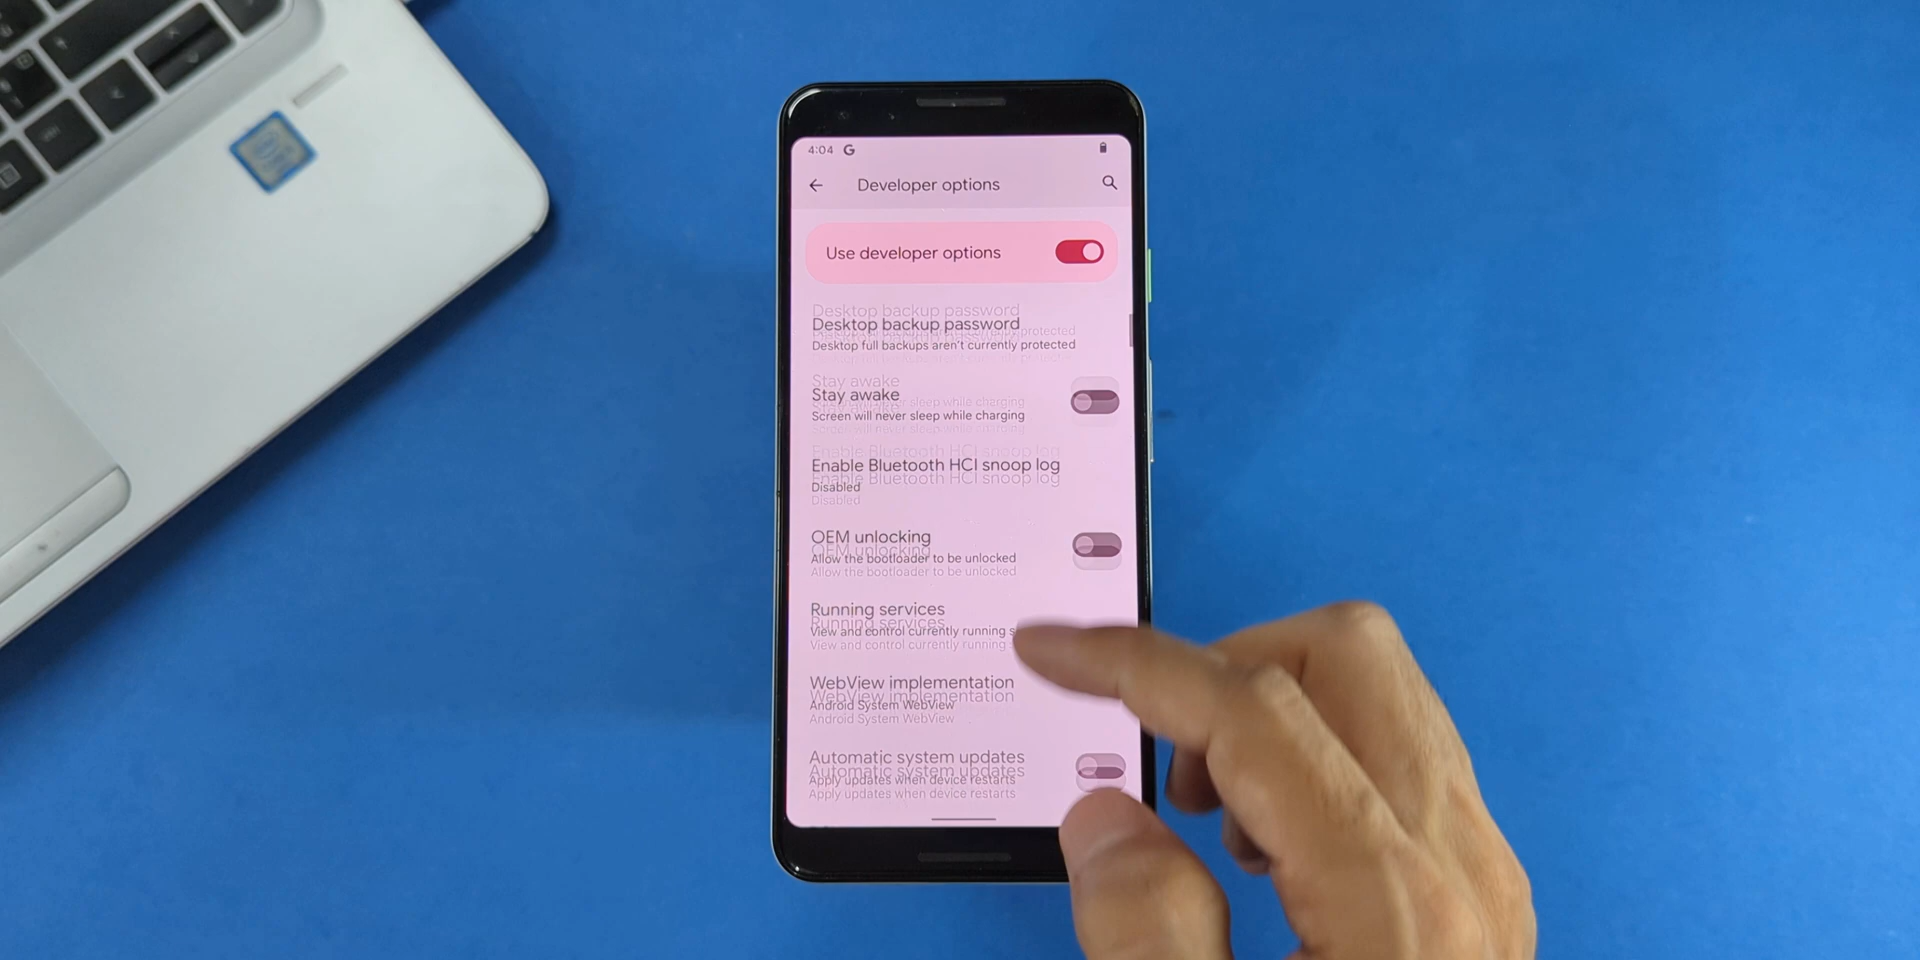 4:04 G
Developer options
Use developer options
Desktop backup password
Desktop full backups aren't currently protected
Stay awake
Screen will never sleep while charging
Enable Bluetooth HCI snoop log
Disabled
OEM unlocking
Allow the bootloader to be unlocked
Running services
View and control currently running
WebView implementation
Android System WebView
Automatic system updates
Apply updates when device restarts